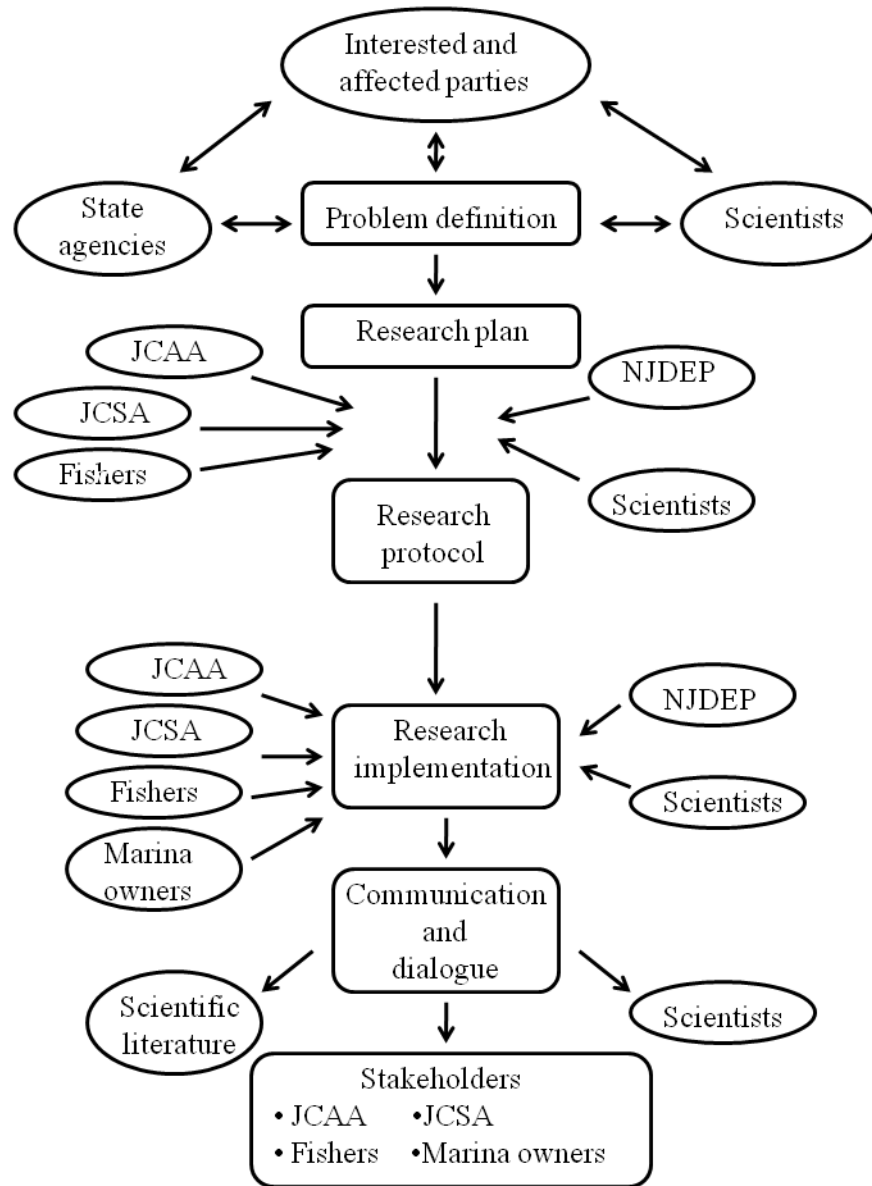 Interested and
affected parties
State
agencies
Problem definition
Scientists
Research plan
JCAA
NJDEP
JCSA
Fishers
Scientists
Research
protocol
JCAA
NJDEP
JCSA
Research
implementation
Fishers
Scientists
Marina
owners
Communication
and
dialogue
Scientific
literature
Scientists
Stakeholders
• JCAA •JCSA
• Fishers •Marina owners